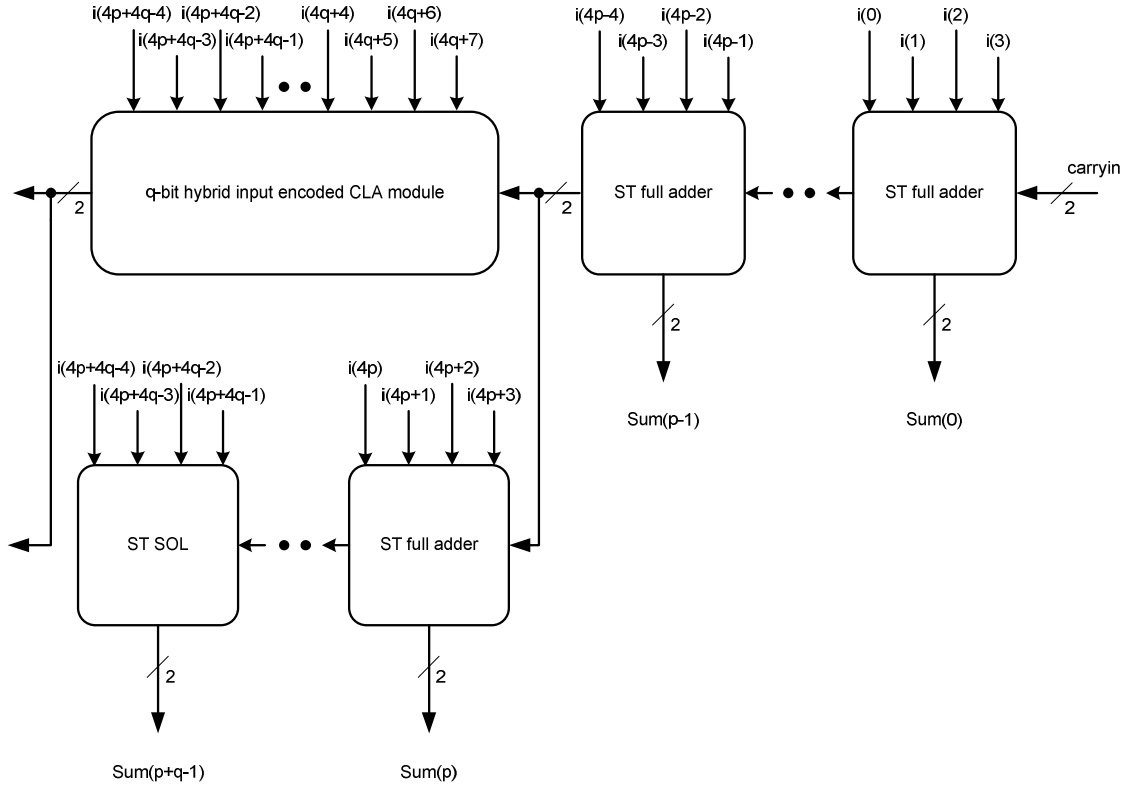 i(4p+4q-4) i(4p+4q-2) i(4q+4) i(4q+6) i(4p-4) i(4p-2) i(0) i(2)
i(4p+4q-3) i(4p+4q-1) i(4q+5) i(4q+7) i(4p-3) i(4p-1) i(1) i(3)
carryin
q-bit hybrid input encoded CLA module ST full adder ST full adder
2 2 2
2 2
i(4p+4q-4) i(4p+4q-2) i(4p) i(4p+2)
i(4p+4q-3) i(4p+4q-1) i(4p+1) i(4p+3)
Sum(p-1) Sum(0)
ST SOL ST full adder
2 2
Sum(p+q-1) Sum(p)